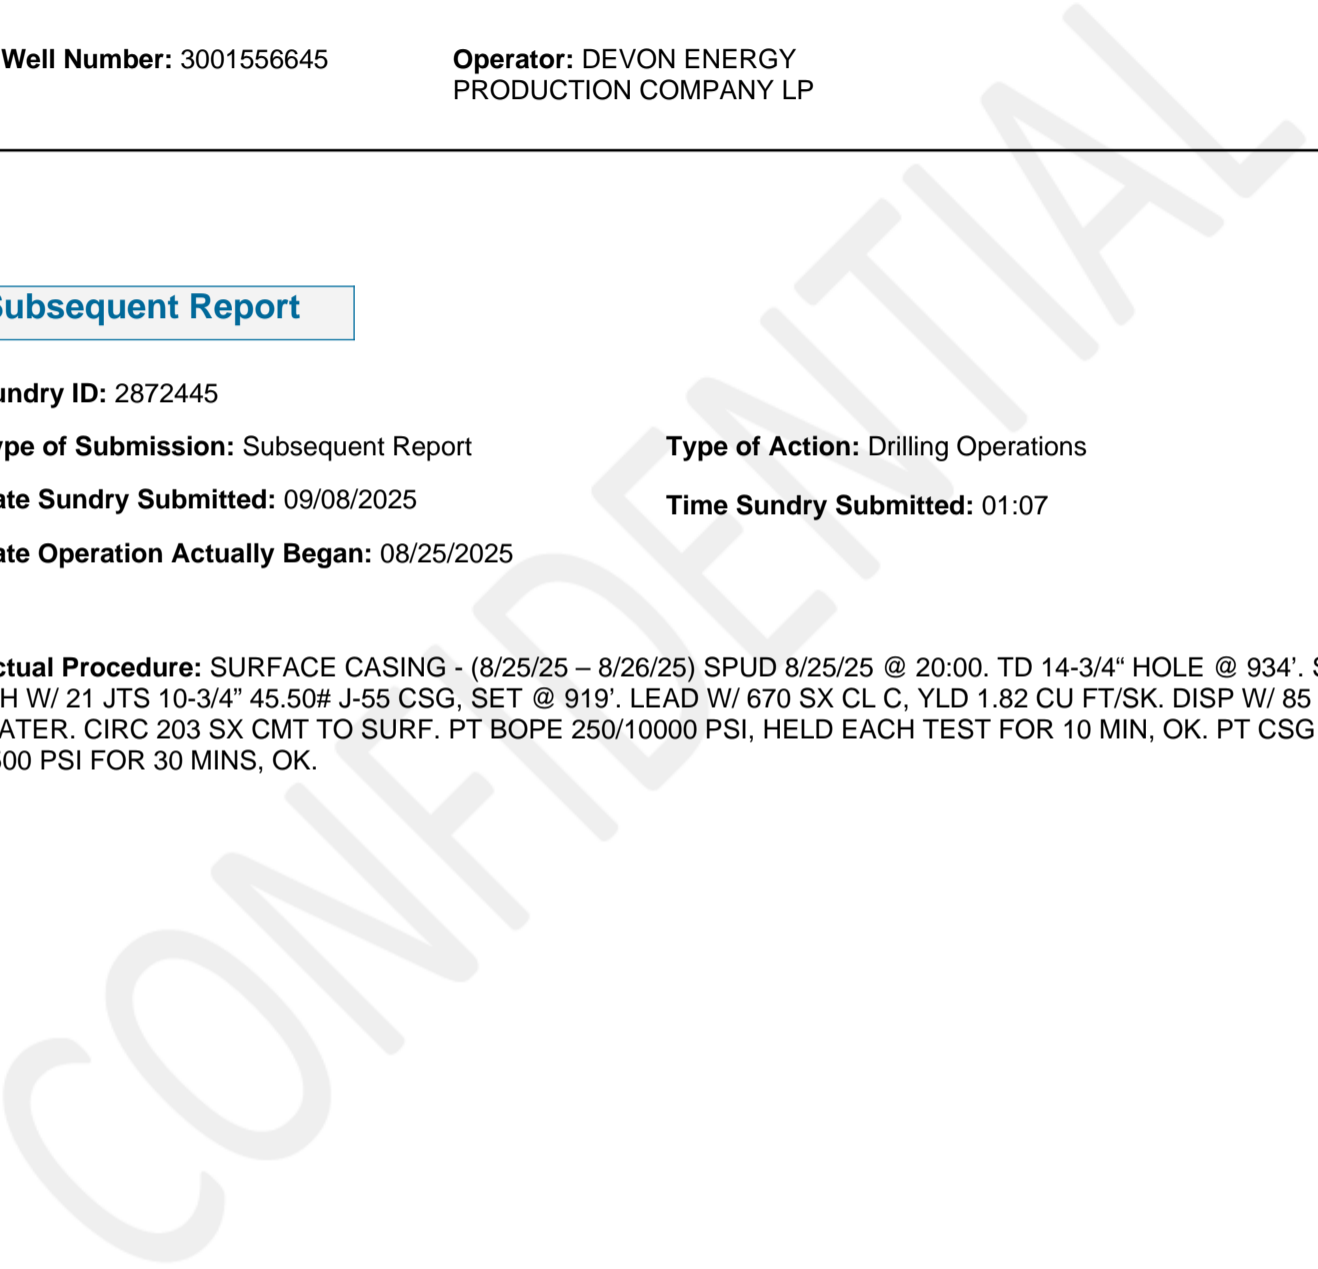 Well Number: 3001556645
Operator: DEVON ENERGY
PRODUCTION COMPANY LP
ubsequent Report
undry ID: 2872445
ype of Submission: Subsequent Report
Type of Action: Drilling Operations
ate Sundry Submitted: 09/08/2025
Time Sundry Submitted: 01:07
ate Operation Actually Began: 08/25/2025
ctual Procedure: SURFACE CASING - (8/25/25 – 8/26/25) SPUD 8/25/25 @ 20:00. TD 14-3/4“ HOLE @ 934’.
H W/ 21 JTS 10-3/4” 45.50# J-55 CSG, SET @ 919’. LEAD W/ 670 SX CL C, YLD 1.82 CU FT/SK. DISP W/ 85
ATER. CIRC 203 SX CMT TO SURF. PT BOPE 250/10000 PSI, HELD EACH TEST FOR 10 MIN, OK. PT CSG
00 PSI FOR 30 MINS, OK.
CONFIDENTIAL